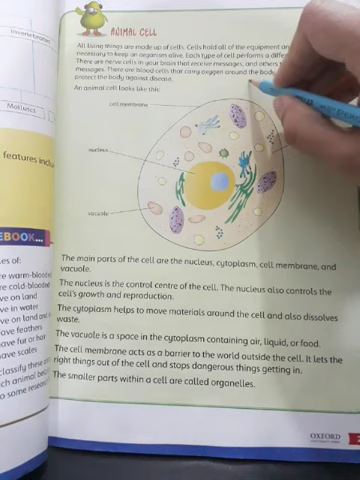 Invertebrates
Molluscs
features inclu
EBOOK...
es of:
re warm-blooded
re cold-blooded
ve on land
ve in water
ve on land and
ave feathers
ave fur or ha
ave scales
classify these
ch animal bel
o some resear
ANIMAL CELL
All living things are made up of cells. Cells hold all of the equipment
necessary to keep an organism alive. Each type of cell performs a diffe
There are nerve cells in your brain that receive messages, and others
messages. There are blood cells that carry oxygen around the body
protect the body against disease.
An animal cell looks like this:
cell membrane
nucleus
vacuole
The main parts of the cell are the nucleus, cytoplasm, cell membrane, and
vacuole.
The nucleus is the control centre of the cell. The nucleus also controls the
cell's growth and reproduction.
The cytoplasm helps to move materials around the cell and also dissolves
waste.
The vacuole is a space in the cytoplasm containing air, liquid, or food.
The cell membrane acts as a barrier to the world outside the cell. It lets the
right things out of the cell and stops dangerous things getting in.
The smaller parts within a cell are called organelles.
OXFORD